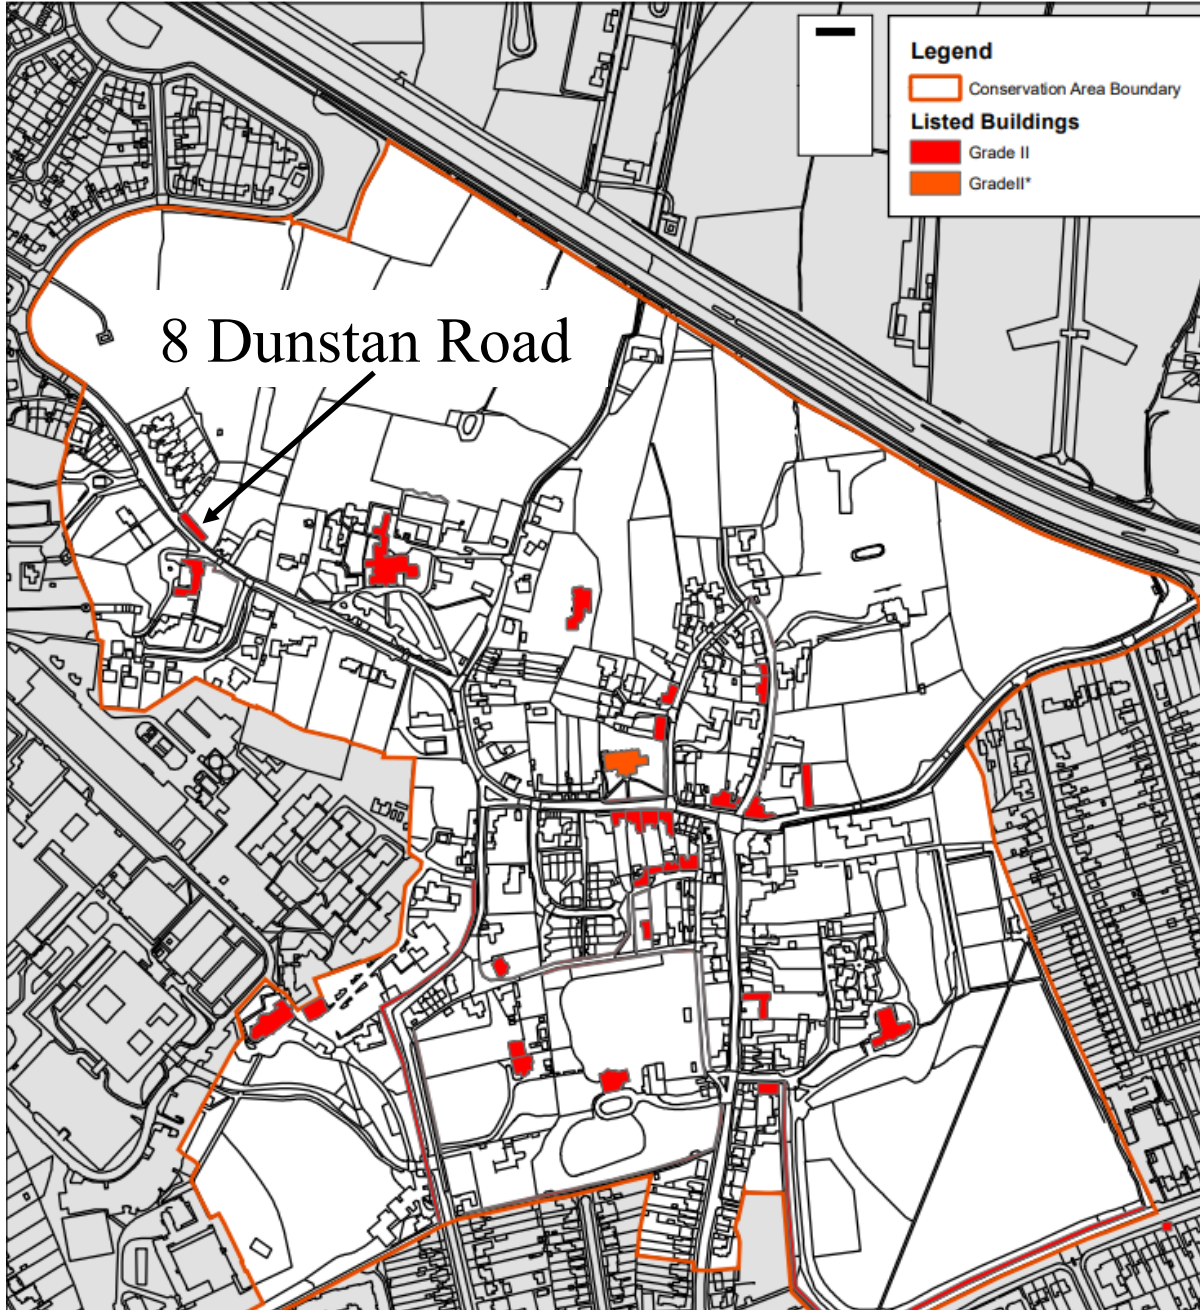 Legend
Conservation Area Boundary
Listed Buildings
Grade II
GradeII*
8 Dunstan Road